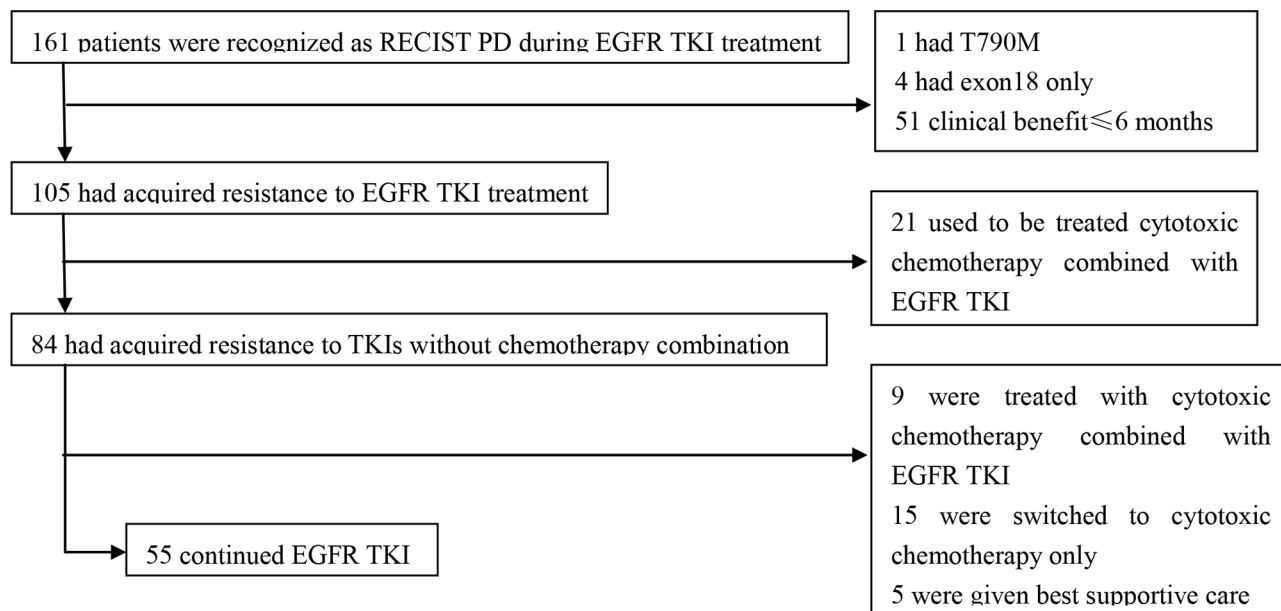 161 patients were recognized as RECIST PD during EGFR TKI treatment
1 had T790M
4 had exon18 only
51 clinical benefit≤6 months
105 had acquired resistance to EGFR TKI treatment
21 used to be treated cytotoxic
chemotherapy combined with
EGFR TKI
84 had acquired resistance to TKIs without chemotherapy combination
9 were treated with cytotoxic
chemotherapy combined with
EGFR TKI
15 were switched to cytotoxic
chemotherapy only
5 were given best supportive care
55 continued EGFR TKI